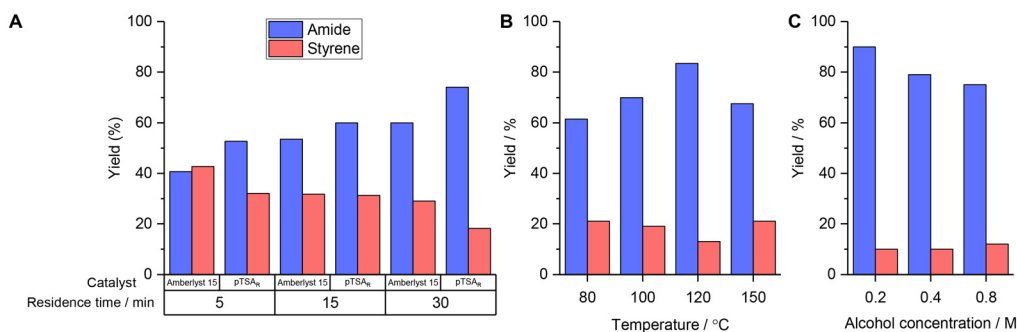 A
100
80
60
40
20
0
Yield (%)
Amide
Styrene
Catalyst
Amberlyst 15 pTSA_R Amberlyst 15 pTSA_R Amberlyst 15 pTSA_R
Residence time / min
5 15 30
B
100
80
60
40
20
0
Yield / %
80 100 120 150
Temperature / °C
C
100
80
60
40
20
0
Yield / %
0.2 0.4 0.8
Alcohol concentration / M